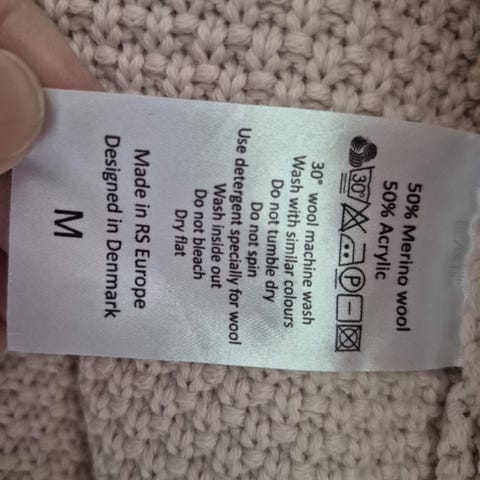 50% Merino wool
50% Acrylic
30° P
30° wool machine wash
Wash with similar colours
Do not tumble dry
Do not spin
Use detergent specially for wool
Wash inside out
Do not bleach
Dry flat
Made in RS Europe
Designed in Denmark
M